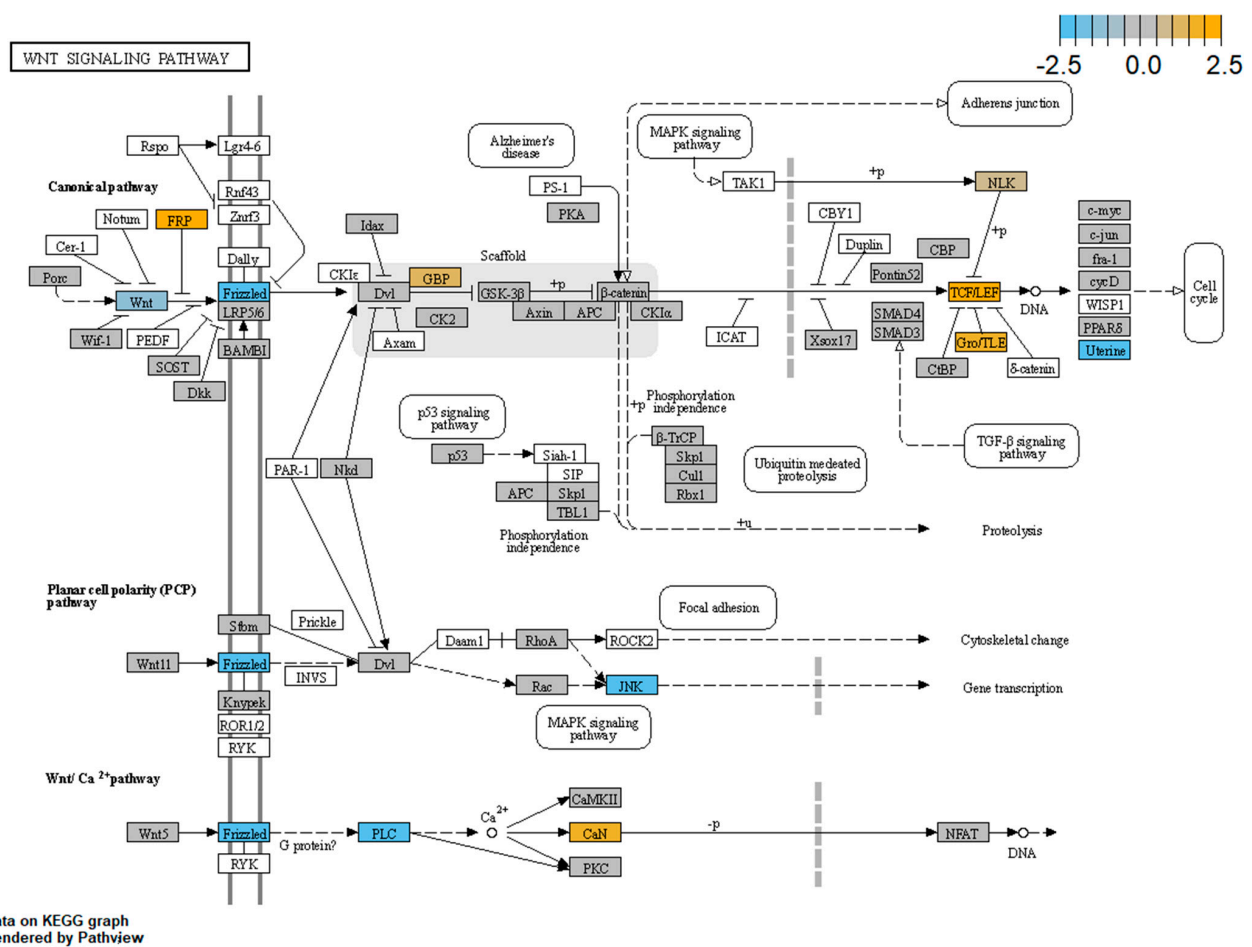 -2.5 0.0 2.5
WNT SIGNALING PATHWAY
Adherens junction
Alzheimer's
disease
MAPK signaling
pathway
Rspo
Lgr4-6
Canonical pathway
Rnf43
Znrf3
Notum
FRP
Cer-1
Dally
Porc
Wnt
Frizzled
LRP5/6
Wif-1
PEDF
BAMBI
SOST
Dkk
PS-1
PKA
TAK1
+p
NLK
+p
Idax
Scaffold
CKIε
GBP
Dvl
CK2
Axam
GSK-3β
+p
β-catenin
Axin
APC
CKIα
CBY1
Duplin
CBP
Pontin52
ICAT
Xsox17
SMAD4
SMAD3
TCF/LEF
Gro/TLE
CtBP
δ-catenin
DNA
c-myc
c-jun
fra-1
cycD
WISP1
PPARδ
Uterine
Cell
cycle
p53 signaling
pathway
+p
Phosphorylation
independence
TGF-β signaling
pathway
PAR-1
Nkd
p53
Siah-1
SIP
APC
Skp1
TBL1
β-TrCP
Skp1
Cul1
Rbx1
Ubiquitin medeated
proteolysis
Phosphorylation
independence
+u
Proteolysis
Planar cell polarity (PCP)
pathway
Focal adhesion
Stbm
Prickle
Daam1
RhoA
ROCK2
Cytoskeletal change
Wnt11
Frizzled
INVS
Dvl
Rac
JNK
Gene transcription
Knypek
ROR1/2
RYK
MAPK signaling
pathway
Wnt/ Ca 2+ pathway
CaMKII
Wnt5
Frizzled
G protein?
PLC
Ca2+
CaN
-p
NFAT
DNA
RYK
PKC
ata on KEGG graph
endered by Pathview